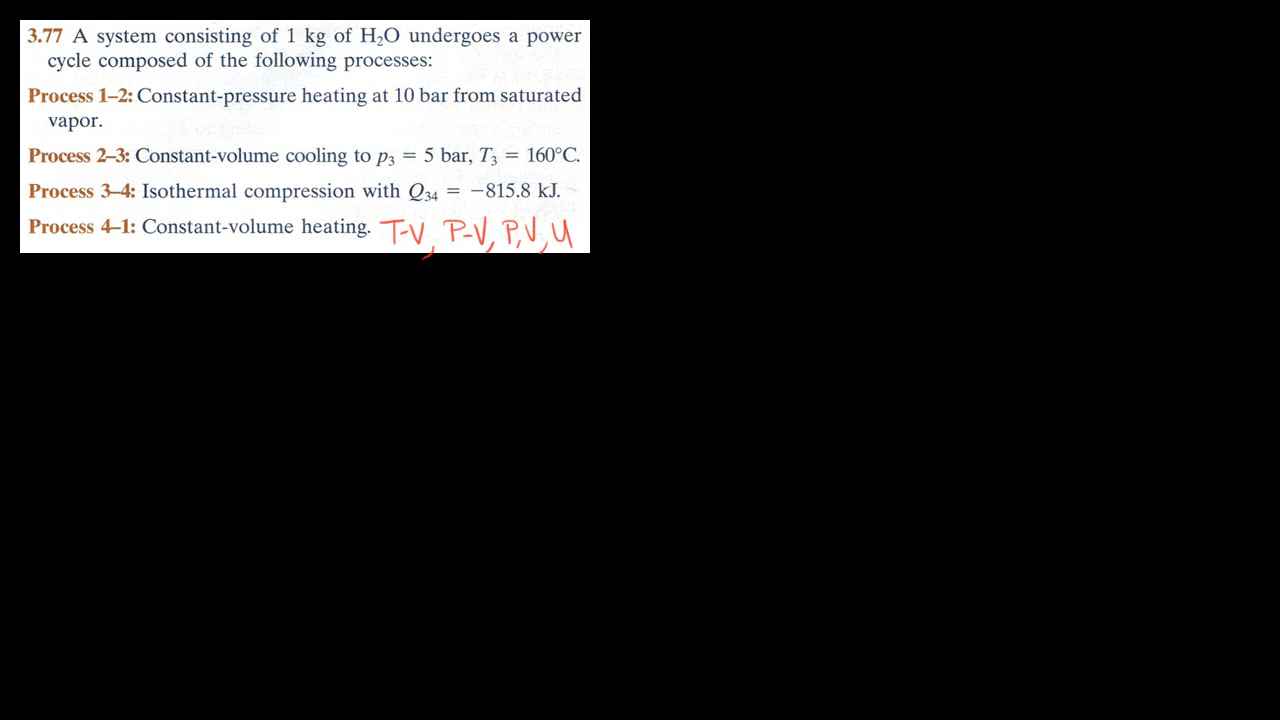 3.77 A system consisting of 1 kg of H₂O undergoes a power
cycle composed of the following processes:
Process 1–2: Constant-pressure heating at 10 bar from saturated
vapor.
Process 2–3: Constant-volume cooling to p₃ = 5 bar, T₃ = 160°C.
Process 3–4: Isothermal compression with Q₃₄ = −815.8 kJ.
Process 4–1: Constant-volume heating. T-V, P-V, P,V,U